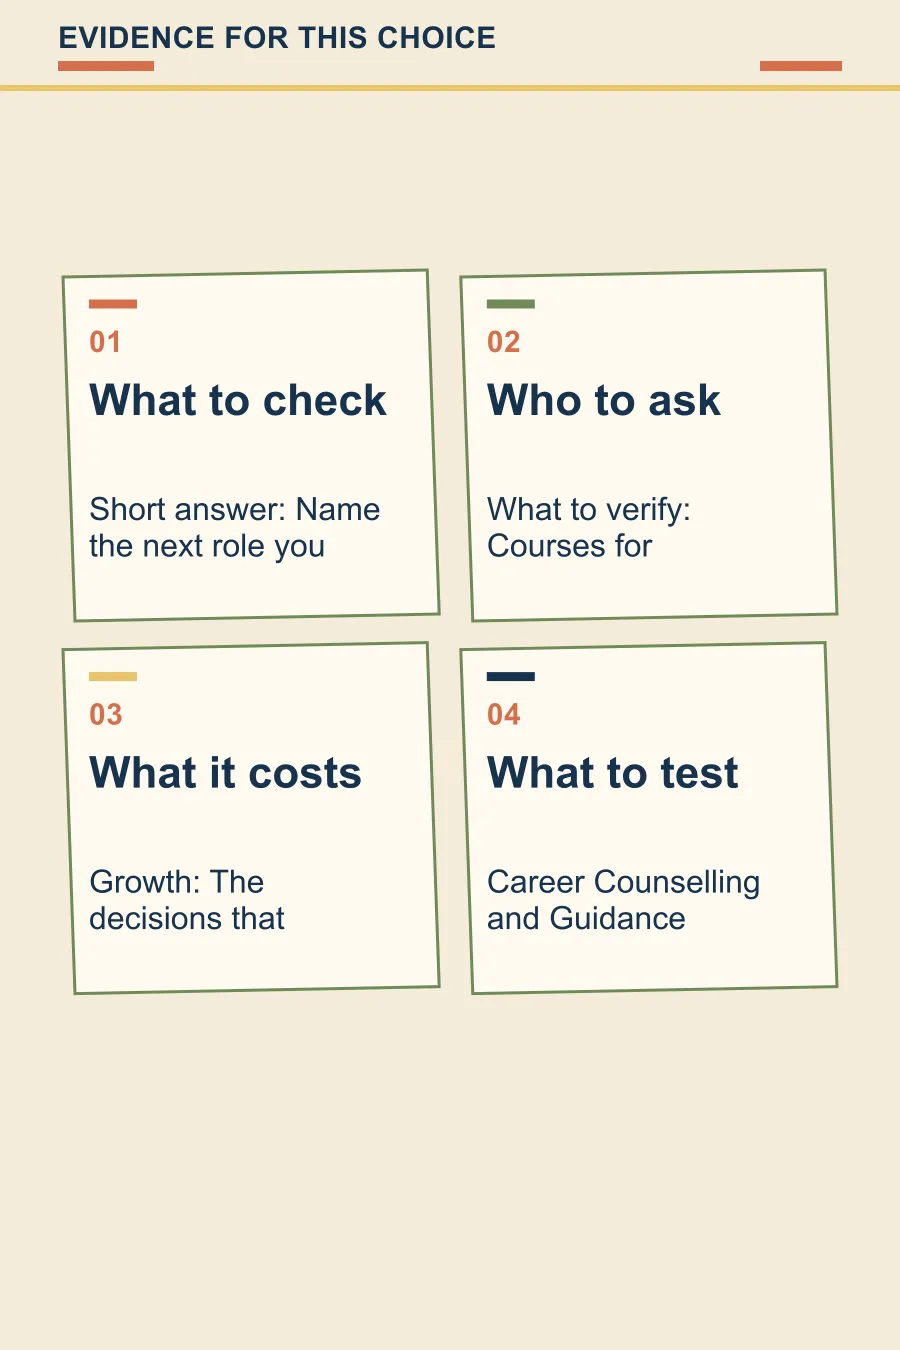 EVIDENCE FOR THIS CHOICE
01
What to check
Short answer: Name
the next role you
02
Who to ask
What to verify:
Courses for
03
What it costs
Growth: The
decisions that
04
What to test
Career Counselling
and Guidance